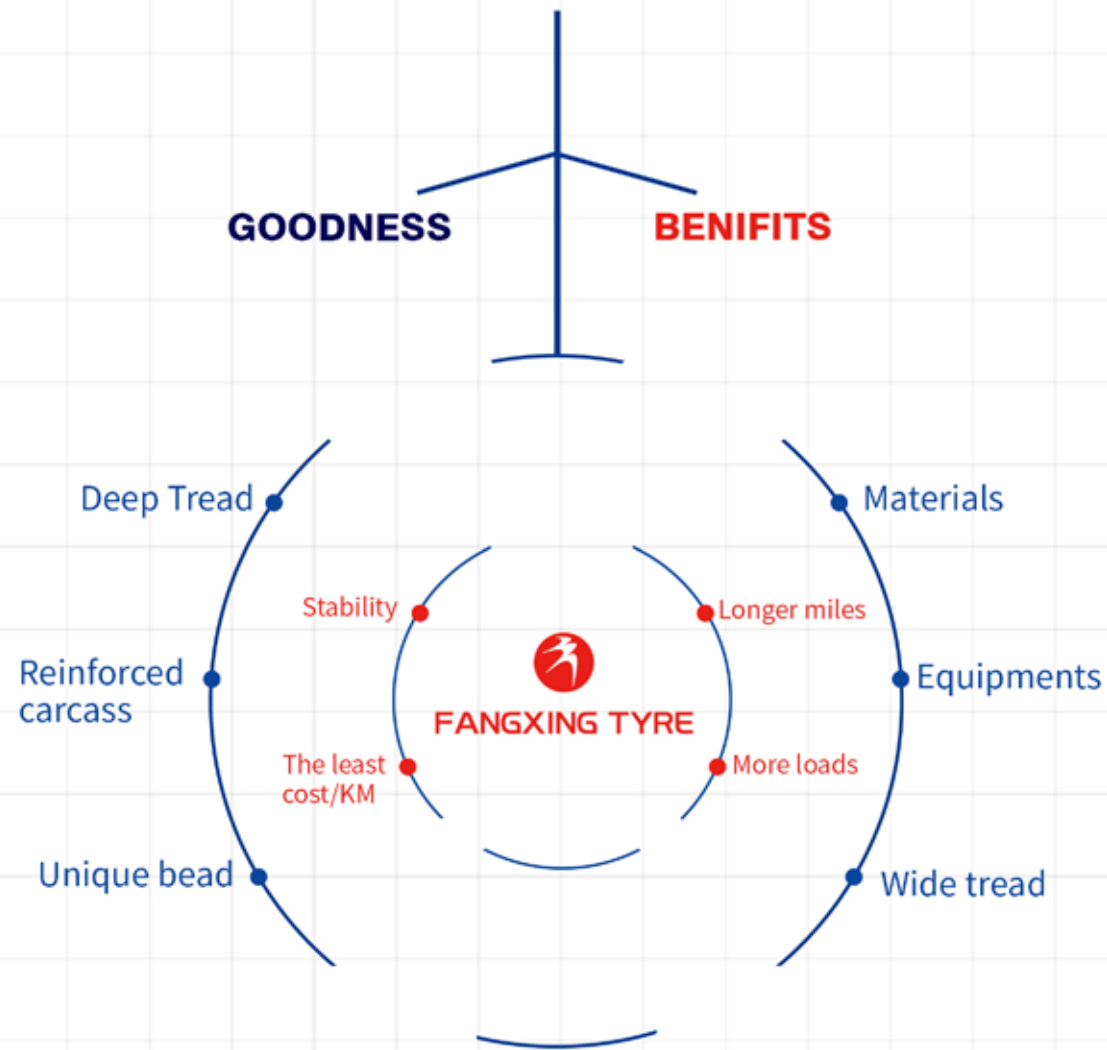 GOODNESS
BENIFITS
Deep Tread
Materials
Stability
Longer miles
Reinforced
carcass
Equipments
FANGXING TYRE
The least
cost/KM
More loads
Unique bead
Wide tread